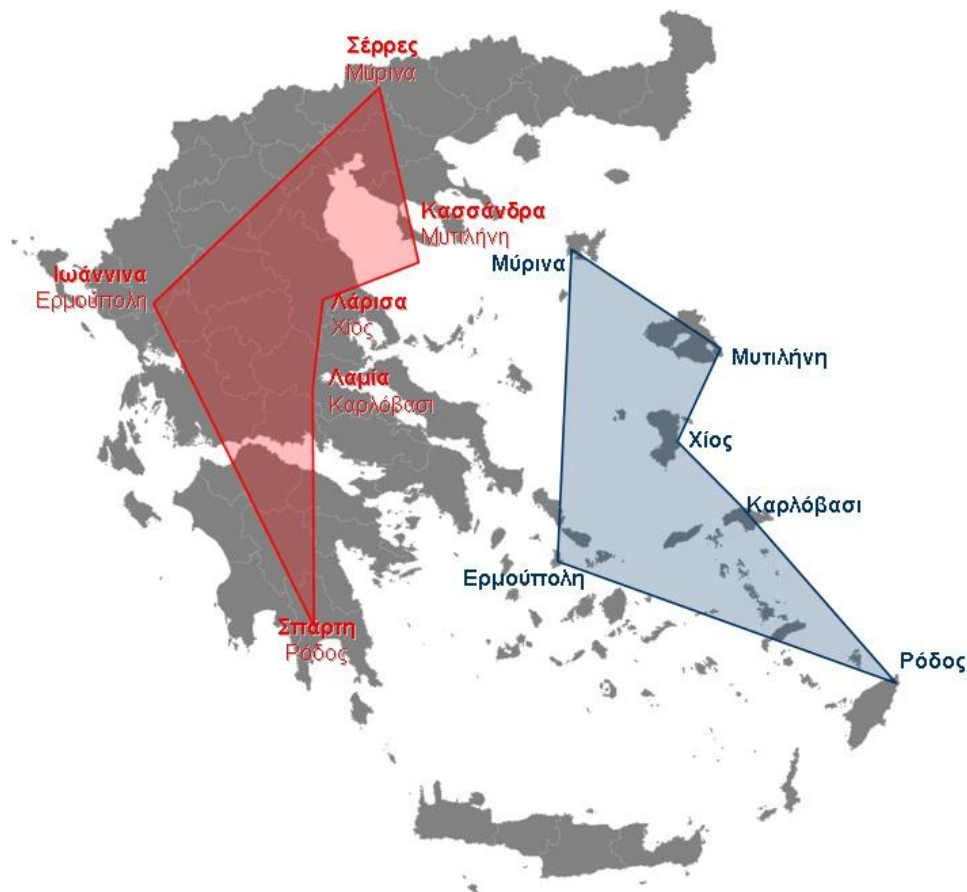 Σέρρες
Μύρινα
Κασσάνδρα
Μυτιλήνη
Μύρινα
Ιωάννινα
Ερμούπολη
Λάρισα
Χίος
Μυτιλήνη
Λαμία
Καρλόβασι
Χίος
Καρλόβασι
Ερμούπολη
Σπάρτη
Ρόδος
Ρόδος